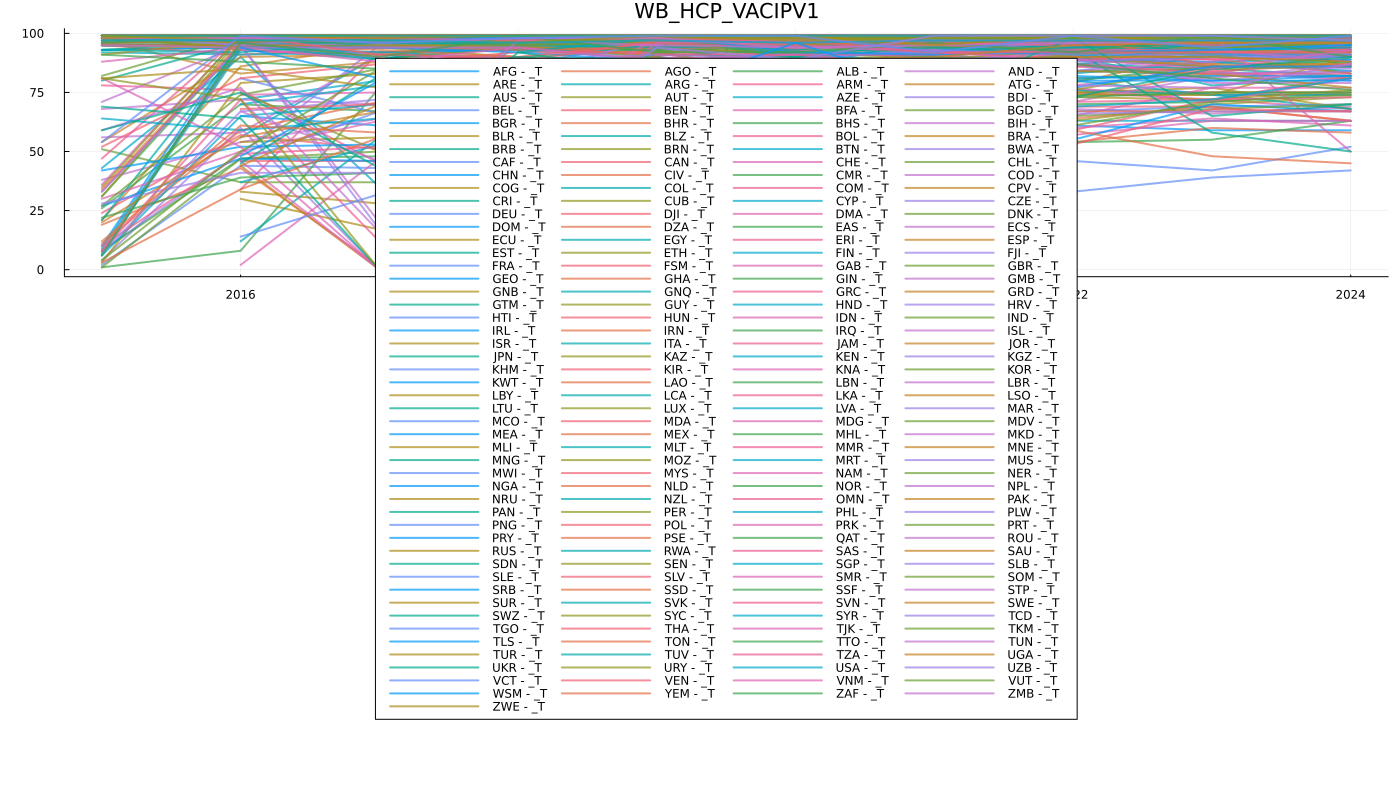 WB_HCP_VACIPV1
100
75
50
25
0
2016
22
2024
AFG - _T AGO - _T ALB - _T AND - _T
ARE - _T ARG - _T ARM - _T ATG - _T
AUS - _T AUT - _T AZE - _T BDI - _T
BEL - _T BEN - _T BFA - _T BGD - _T
BGR - _T BHR - _T BHS - _T BIH - _T
BLR - _T BLZ - _T BOL - _T BRA - _T
BRB - _T BRN - _T BTN - _T BWA - _T
CAF - _T CAN - _T CHE - _T CHL - _T
CHN - _T CIV - _T CMR - _T COD - _T
COG - _T COL - _T COM - _T CPV - _T
CRI - _T CUB - _T CYP - _T CZE - _T
DEU - _T DJI - _T DMA - _T DNK - _T
DOM - _T DZA - _T EAS - _T ECS - _T
ECU - _T EGY - _T ERI - _T ESP - _T
EST - _T ETH - _T FIN - _T FJI - _T
FRA - _T FSM - _T GAB - _T GBR - _T
GEO - _T GHA - _T GIN - _T GMB - _T
GNB - _T GNQ - _T GRC - _T GRD - _T
GTM - _T GUY - _T HND - _T HRV - _T
HTI - _T HUN - _T IDN - _T IND - _T
IRL - _T IRN - _T IRQ - _T ISL - _T
ISR - _T ITA - _T JAM - _T JOR - _T
JPN - _T KAZ - _T KEN - _T KGZ - _T
KHM - _T KIR - _T KNA - _T KOR - _T
KWT - _T LAO - _T LBN - _T LBR - _T
LBY - _T LCA - _T LKA - _T LSO - _T
LTU - _T LUX - _T LVA - _T MAR - _T
MCO - _T MDA - _T MDG - _T MDV - _T
MEA - _T MEX - _T MHL - _T MKD - _T
MLI - _T MLT - _T MMR - _T MNE - _T
MNG - _T MOZ - _T MRT - _T MUS - _T
MWI - _T MYS - _T NAM - _T NER - _T
NGA - _T NLD - _T NOR - _T NPL - _T
NRU - _T NZL - _T OMN - _T PAK - _T
PAN - _T PER - _T PHL - _T PLW - _T
PNG - _T POL - _T PRK - _T PRT - _T
PRY - _T PSE - _T QAT - _T ROU - _T
RUS - _T RWA - _T SAS - _T SAU - _T
SDN - _T SEN - _T SGP - _T SLB - _T
SLE - _T SLV - _T SMR - _T SOM - _T
SRB - _T SSD - _T SSF - _T STP - _T
SUR - _T SVK - _T SVN - _T SWE - _T
SWZ - _T SYC - _T SYR - _T TCD - _T
TGO - _T THA - _T TJK - _T TKM - _T
TLS - _T TON - _T TTO - _T TUN - _T
TUR - _T TUV - _T TZA - _T UGA - _T
UKR - _T URY - _T USA - _T UZB - _T
VCT - _T VEN - _T VNM - _T VUT - _T
WSM - _T YEM - _T ZAF - _T ZMB - _T
ZWE - _T